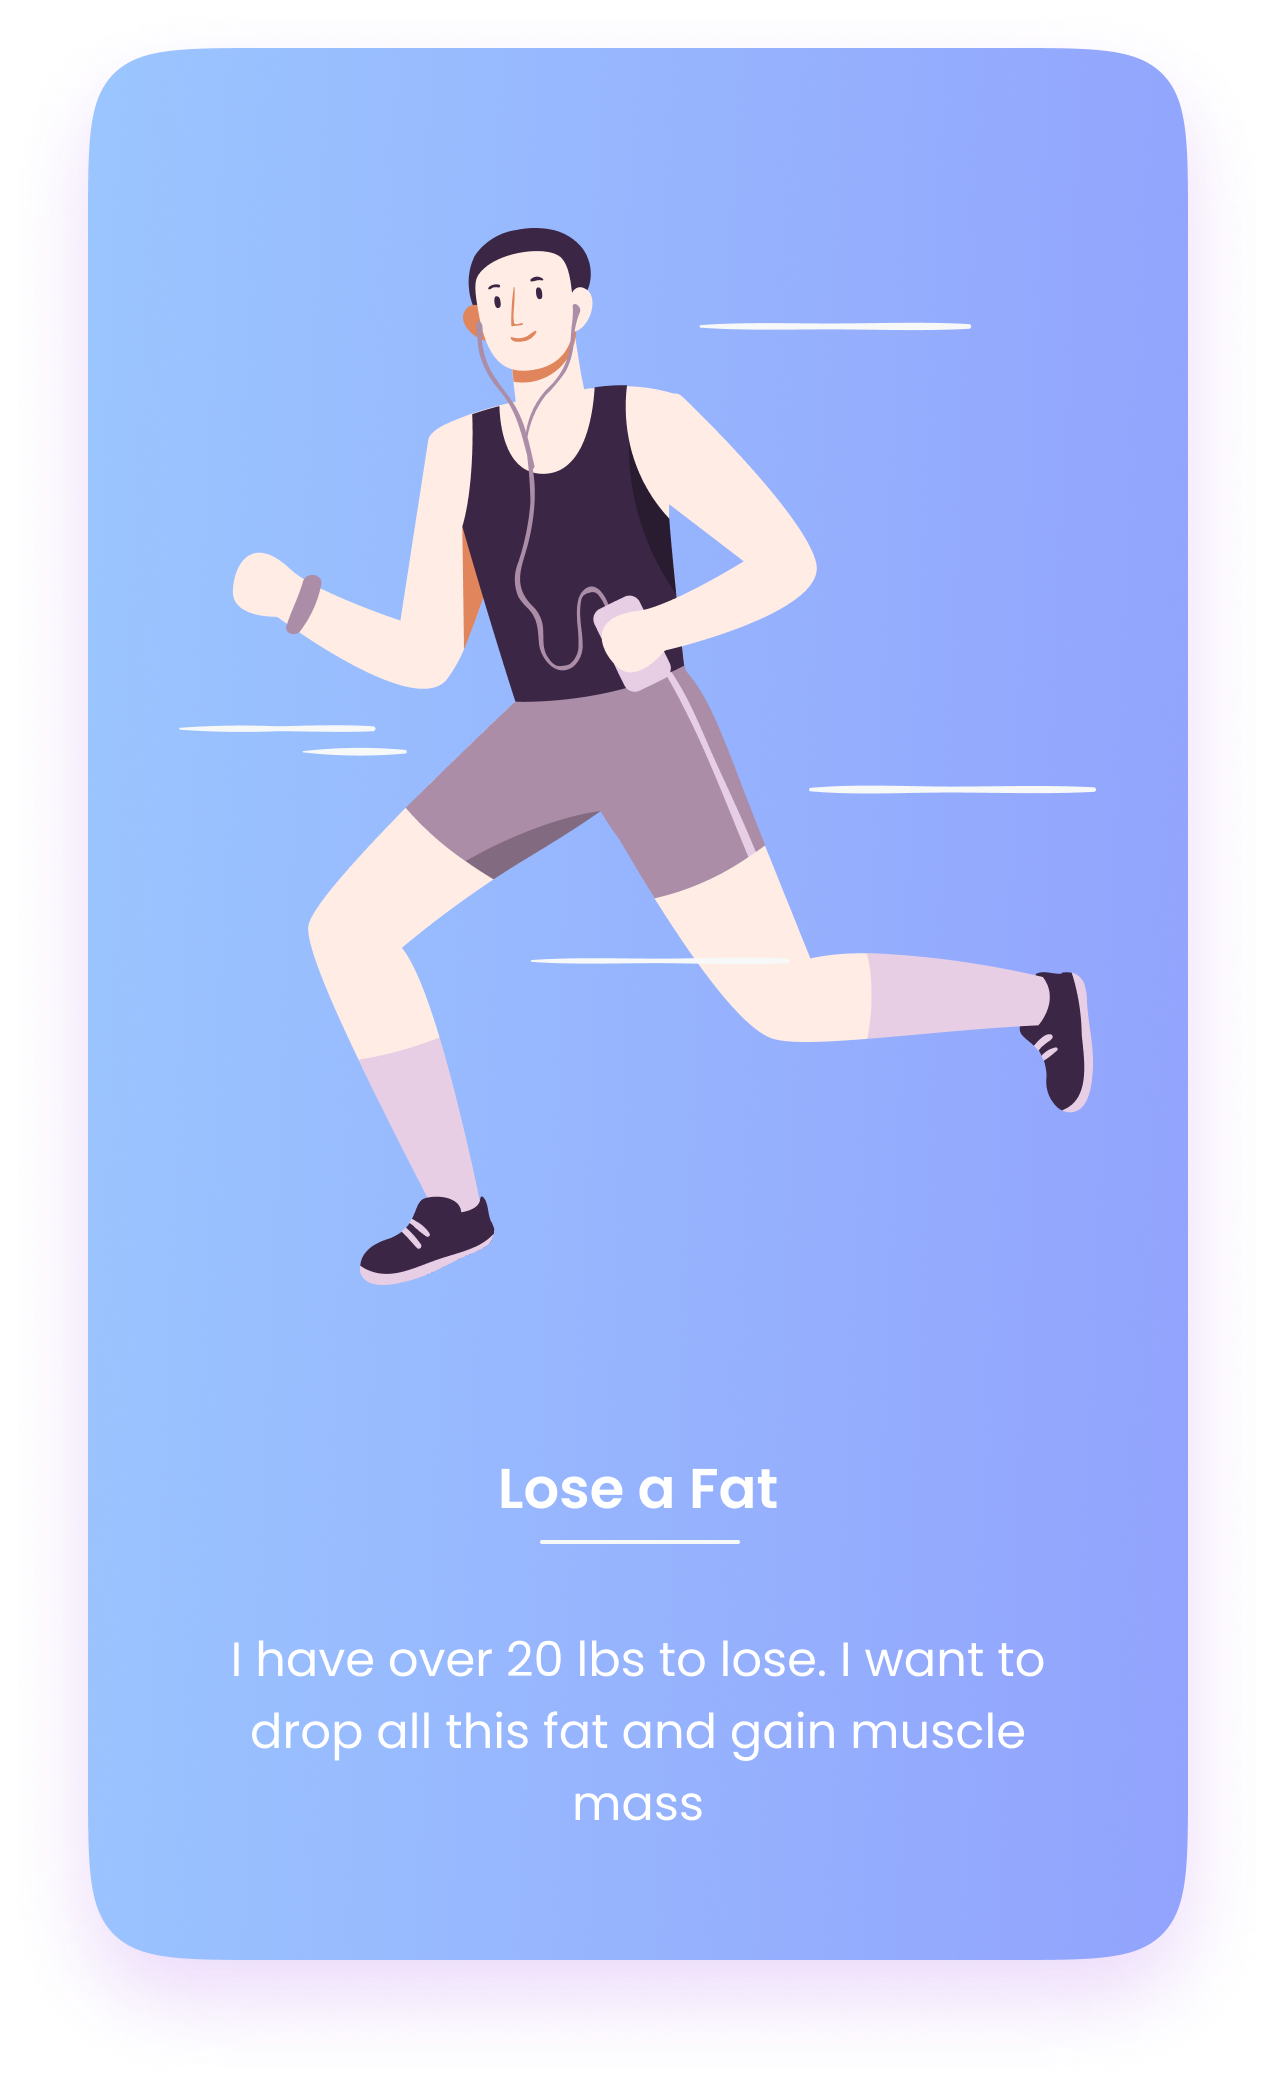 Lose a Fat
I have over 20 lbs to lose. I want to
drop all this fat and gain muscle
mass